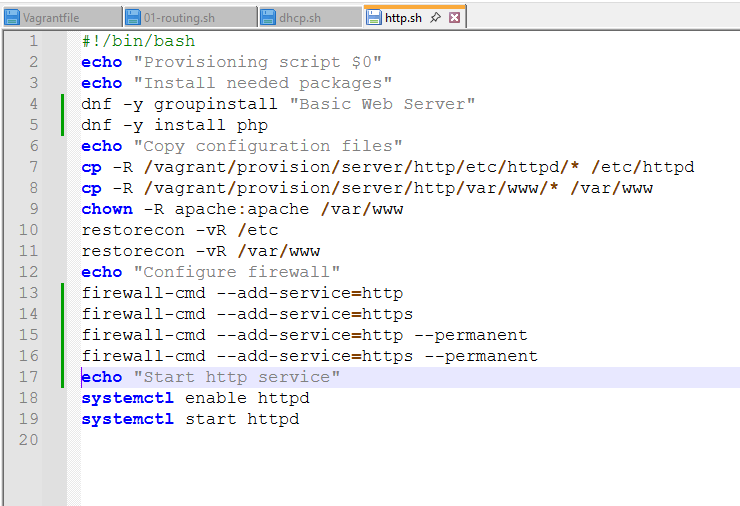 Vagrantfile 01-routing.sh dhcp.sh http.sh
1 #!/bin/bash
2 echo "Provisioning script $0"
3 echo "Install needed packages"
4 dnf -y groupinstall "Basic Web Server"
5 dnf -y install php
6 echo "Copy configuration files"
7 cp -R /vagrant/provision/server/http/etc/httpd/* /etc/httpd
8 cp -R /vagrant/provision/server/http/var/www/* /var/www
9 chown -R apache:apache /var/www
10 restorecon -vR /etc
11 restorecon -vR /var/www
12 echo "Configure firewall"
13 firewall-cmd --add-service=http
14 firewall-cmd --add-service=https
15 firewall-cmd --add-service=http --permanent
16 firewall-cmd --add-service=https --permanent
17 echo "Start http service"
18 systemctl enable httpd
19 systemctl start httpd
20